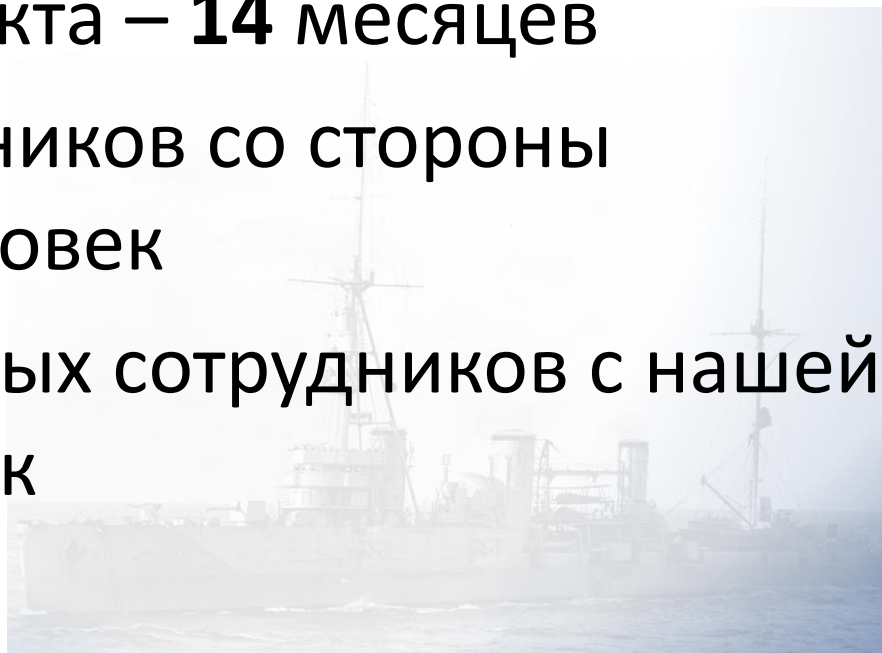 кта – 14 месяцев
ников со стороны
овек
ых сотрудников с нашей
к